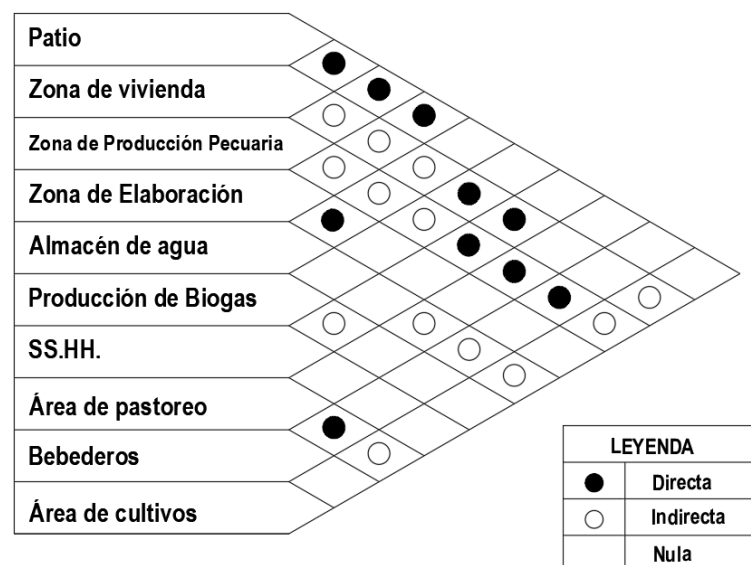 Patio
Zona de vivienda
Zona de Producción Pecuaria
Zona de Elaboración
Almacén de agua
Producción de Biogas
SS.HH.
Área de pastoreo
Bebederos
Área de cultivos
LEYENDA
Directa
Indirecta
Nula